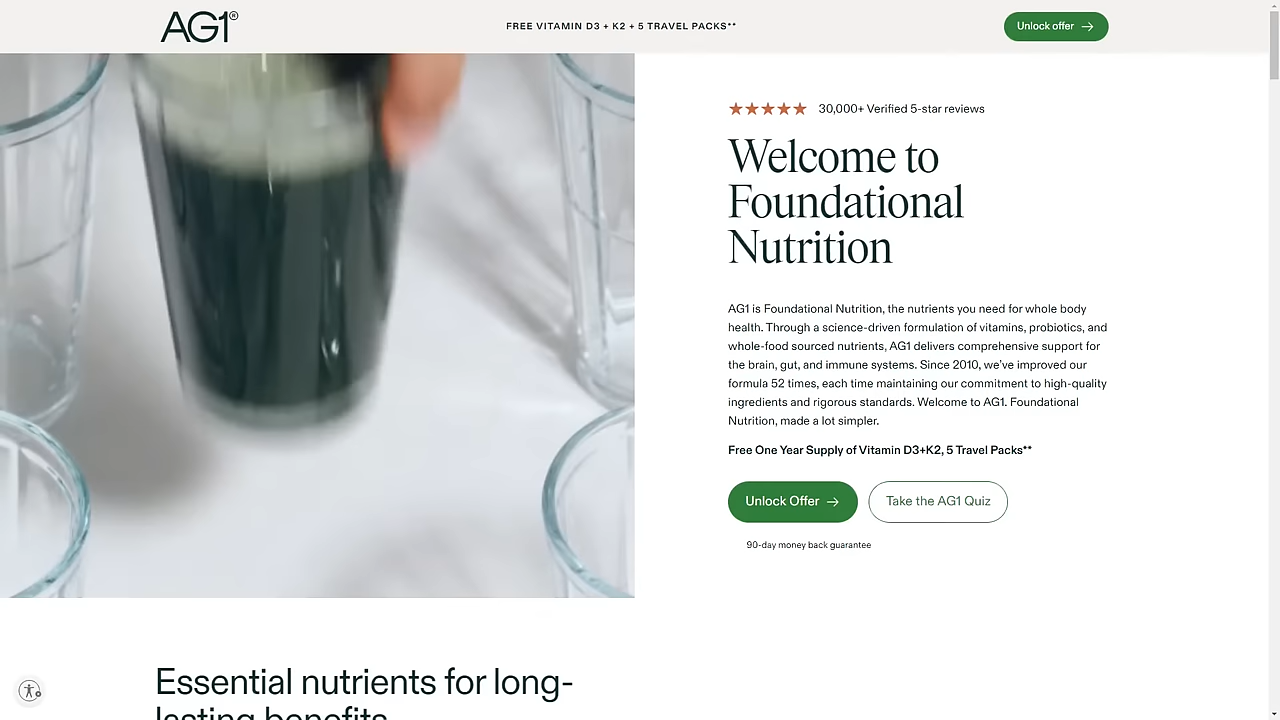 AG1®
FREE VITAMIN D3 + K2 + 5 TRAVEL PACKS**
Unlock offer
30,000+ Verified 5-star reviews
Welcome to
Foundational
Nutrition
AG1 is Foundational Nutrition, the nutrients you need for whole body
health. Through a science-driven formulation of vitamins, probiotics, and
whole-food sourced nutrients, AG1 delivers comprehensive support for
the brain, gut, and immune systems. Since 2010, we've improved our
formula 52 times, each time maintaining our commitment to high-quality
ingredients and rigorous standards. Welcome to AG1. Foundational
Nutrition, made a lot simpler.
Free One Year Supply of Vitamin D3+K2, 5 Travel Packs**
Unlock Offer
Take the AG1 Quiz
90-day money back guarantee
Essential nutrients for long-
lasting benefits